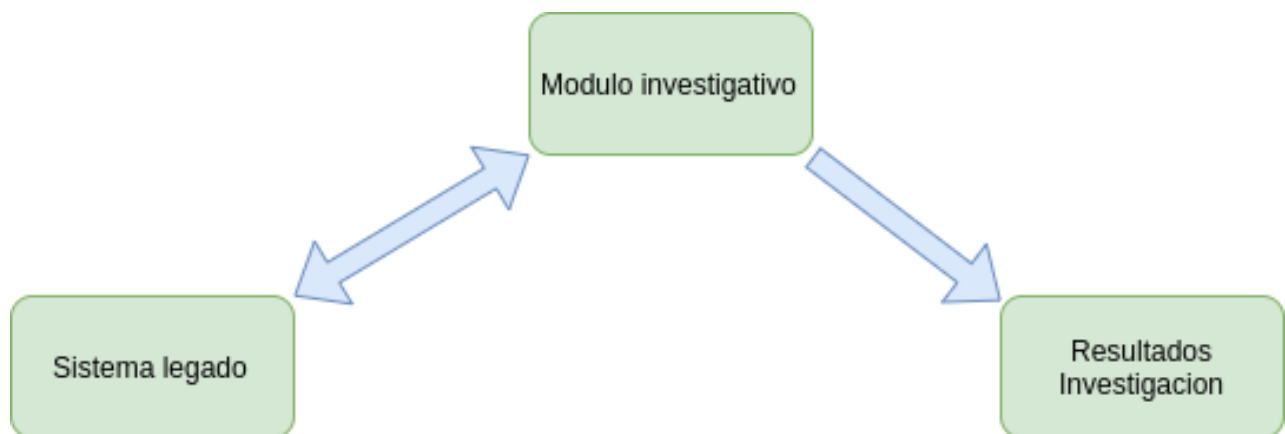 Modulo investigativo
Sistema legado
Resultados
Investigacion